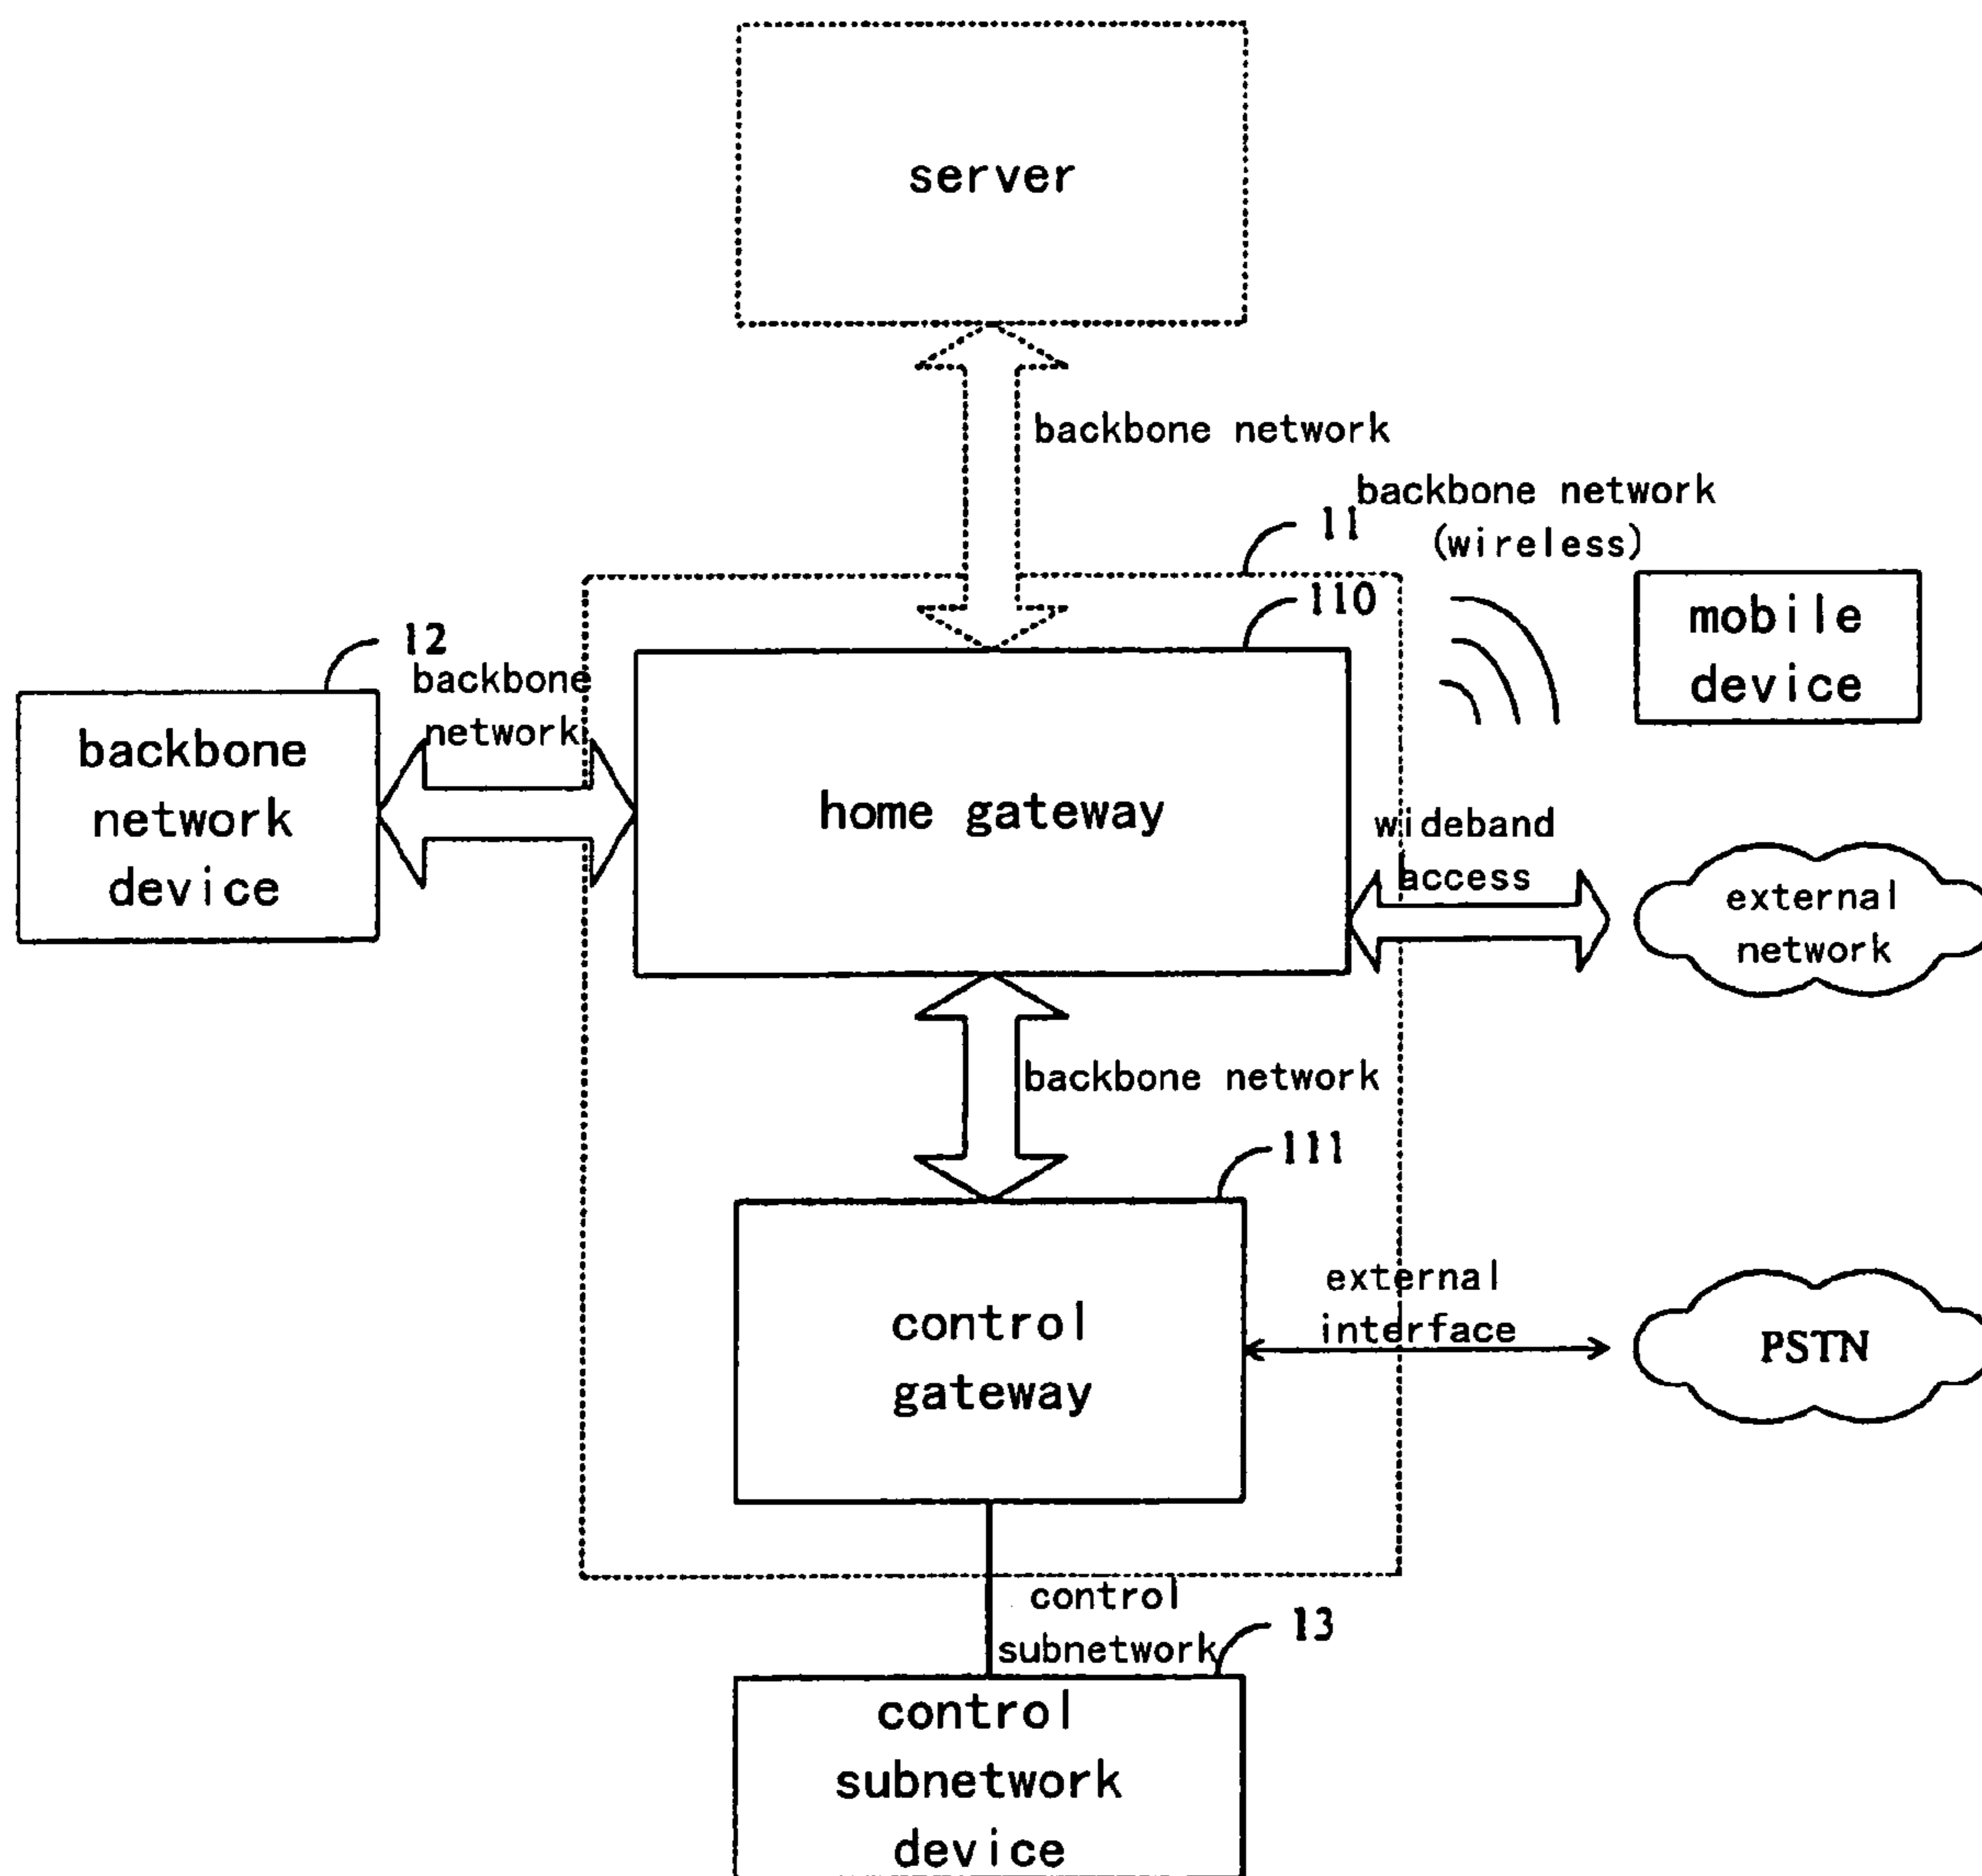 server
backbone network
backbone network
(wireless)
11
110
mobile
device
12
backbone
network
backbone
network
device
home gateway
wideband
access
external
network
backbone network
111
control
gateway
external
interface
PSTN
control
subnetwork
13
control
subnetwork
device